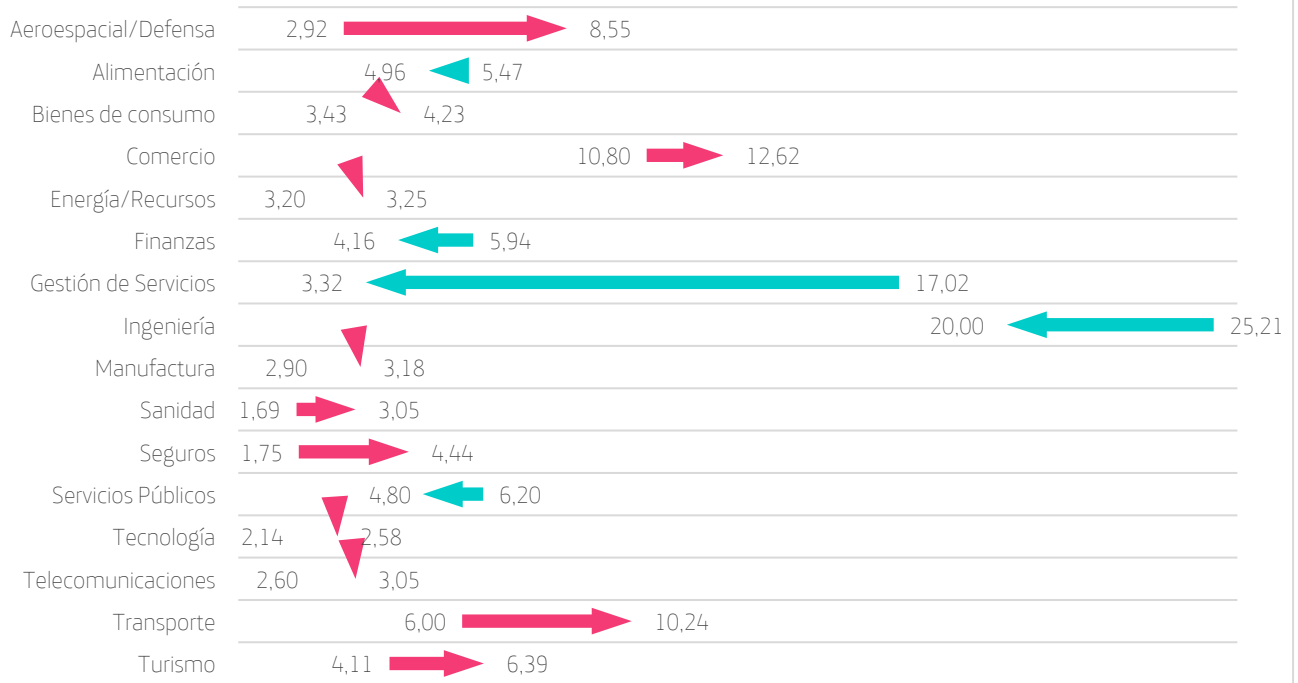 Aeroespacial/Defensa 2,92 8,55
Alimentación 4,96 5,47
Bienes de consumo 3,43 4,23
Comercio 10,80 12,62
Energía/Recursos 3,20 3,25
Finanzas 4,16 5,94
Gestión de Servicios 3,32 17,02
Ingeniería 20,00 25,21
Manufactura 2,90 3,18
Sanidad 1,69 3,05
Seguros 1,75 4,44
Servicios Públicos 4,80 6,20
Tecnología 2,14 2,58
Telecomunicaciones 2,60 3,05
Transporte 6,00 10,24
Turismo 4,11 6,39